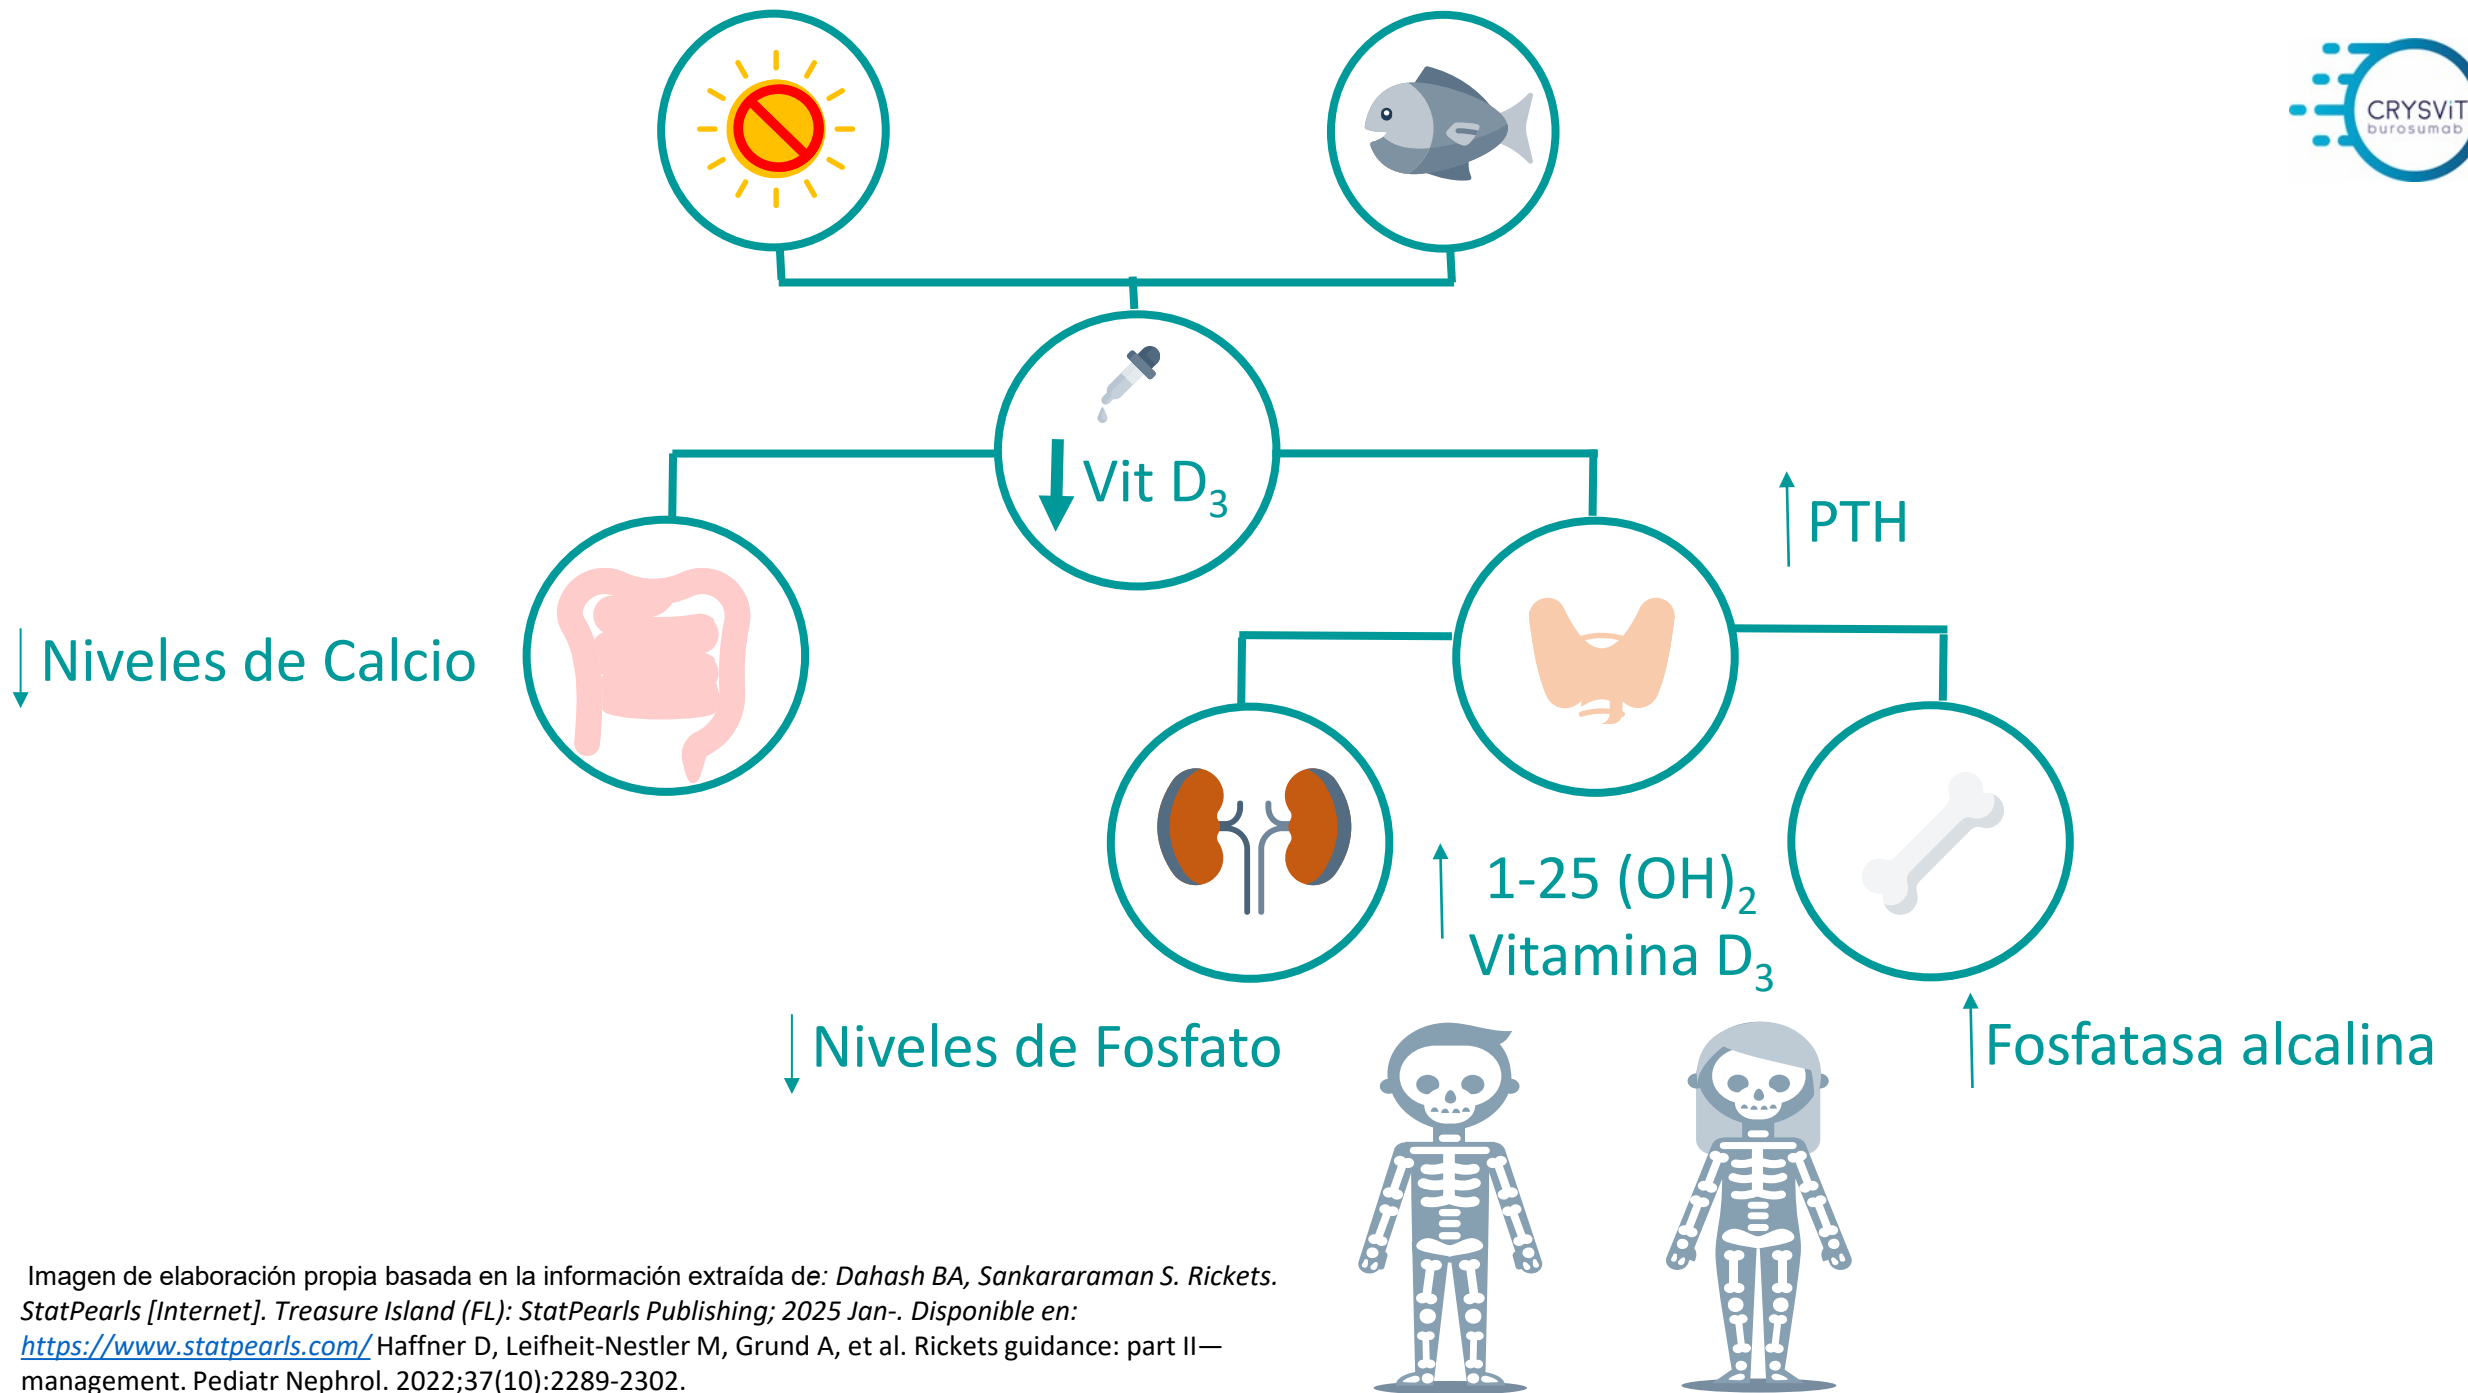 CRYSViT
burosumab
Vit D₃
PTH
Niveles de Calcio
1-25 (OH)₂
Vitamina D₃
Niveles de Fosfato
Fosfatasa alcalina
Imagen de elaboración propia basada en la información extraída de: Dahash BA, Sankararaman S. Rickets.
StatPearls [Internet]. Treasure Island (FL): StatPearls Publishing; 2025 Jan-. Disponible en:
https://www.statpearls.com/ Haffner D, Leifheit-Nestler M, Grund A, et al. Rickets guidance: part II—
management. Pediatr Nephrol. 2022;37(10):2289-2302.